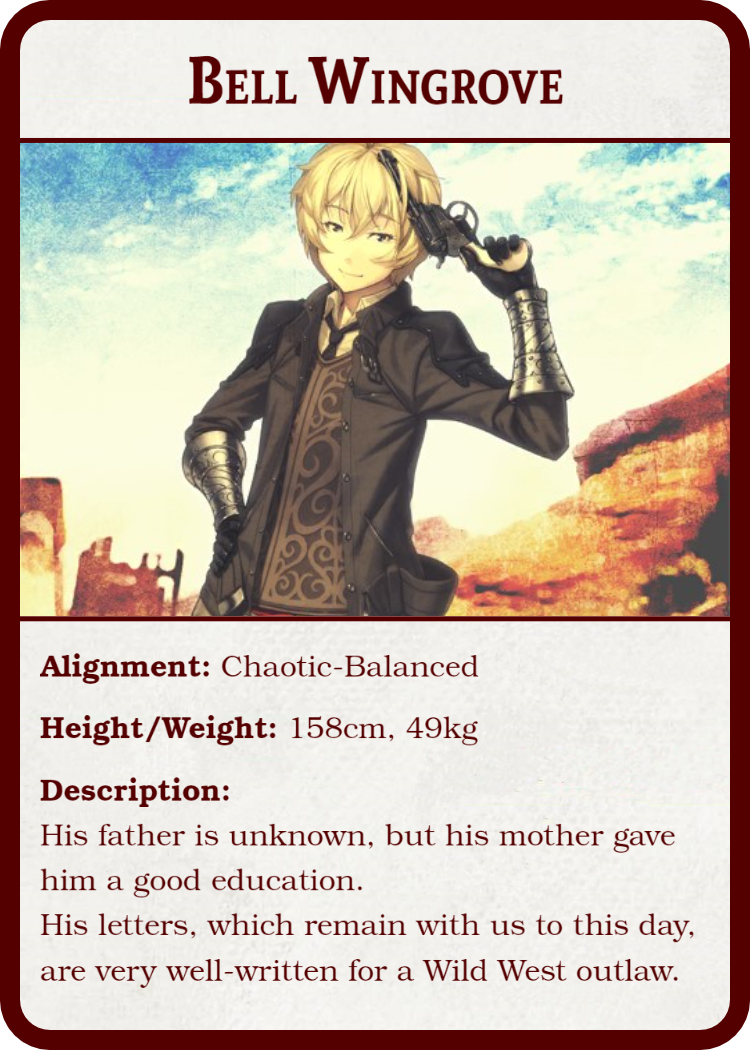 Bell Wingrove
Alignment: Chaotic-Balanced
Height/Weight: 158cm, 49kg
Description:
His father is unknown, but his mother gave
him a good education.
His letters, which remain with us to this day,
are very well-written for a Wild West outlaw.